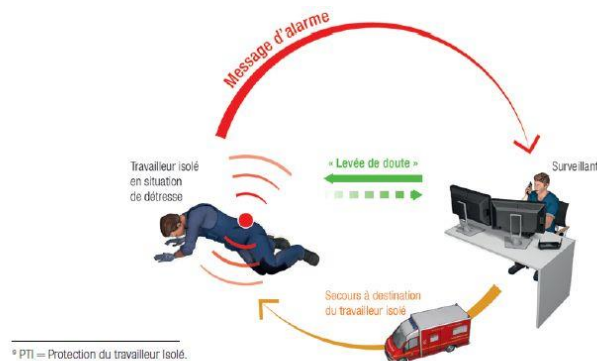 Message d'alarme
Travailleur isolé
en situation
de détresse
« Levée de doute »
Surveillant
Secours à destination
du travailleur isolé
⁹ PTI = Protection du travailleur Isolé.